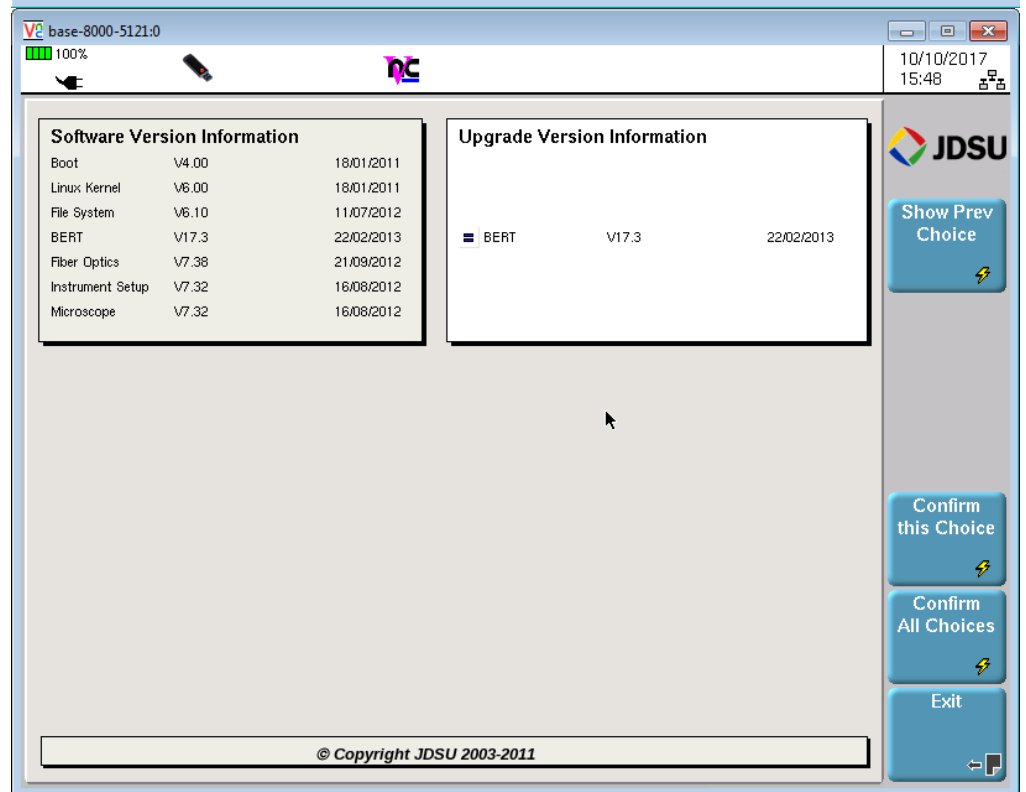 base-8000-5121:0
100%
VNC
10/10/2017
15:48
Software Version Information
Boot V4.00 18/01/2011
Linux Kernel V6.00 18/01/2011
File System V6.10 11/07/2012
BERT V17.3 22/02/2013
Fiber Optics V7.38 21/09/2012
Instrument Setup V7.32 16/08/2012
Microscope V7.32 16/08/2012
Upgrade Version Information
BERT V17.3 22/02/2013
JDSU
Show Prev
Choice
Confirm
this Choice
Confirm
All Choices
Exit
© Copyright JDSU 2003-2011